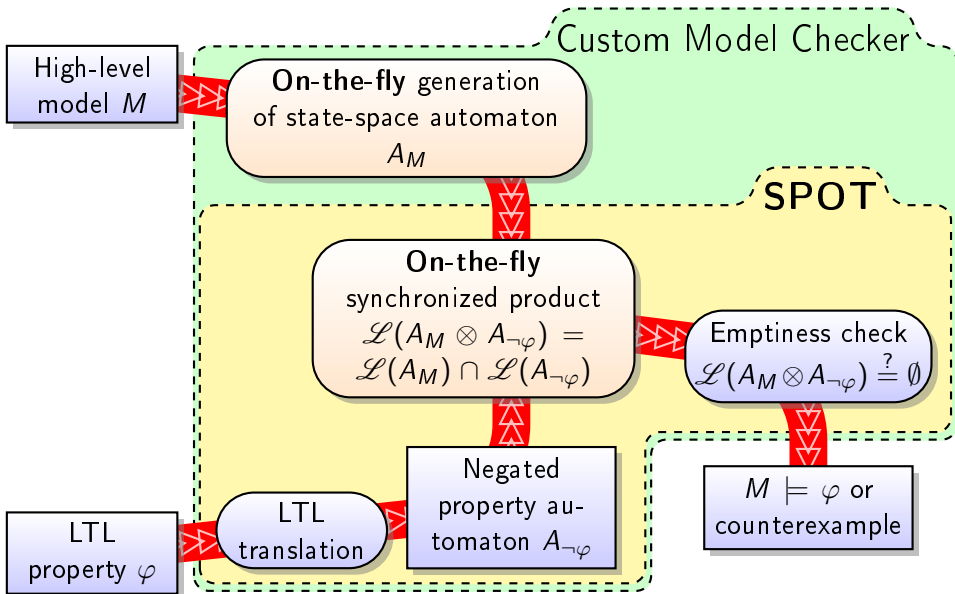 Custom Model Checker
High-level
model M
On-the-fly generation
of state-space automaton
A_M
SPOT
On-the-fly
synchronized product
ℒ(A_M ⊗ A_¬φ) =
ℒ(A_M) ∩ ℒ(A_¬φ)
Emptiness check
ℒ(A_M ⊗ A_¬φ) ≟ ∅
Negated
property au-
tomaton A_¬φ
LTL
translation
LTL
property φ
M ⊨ φ or
counterexample